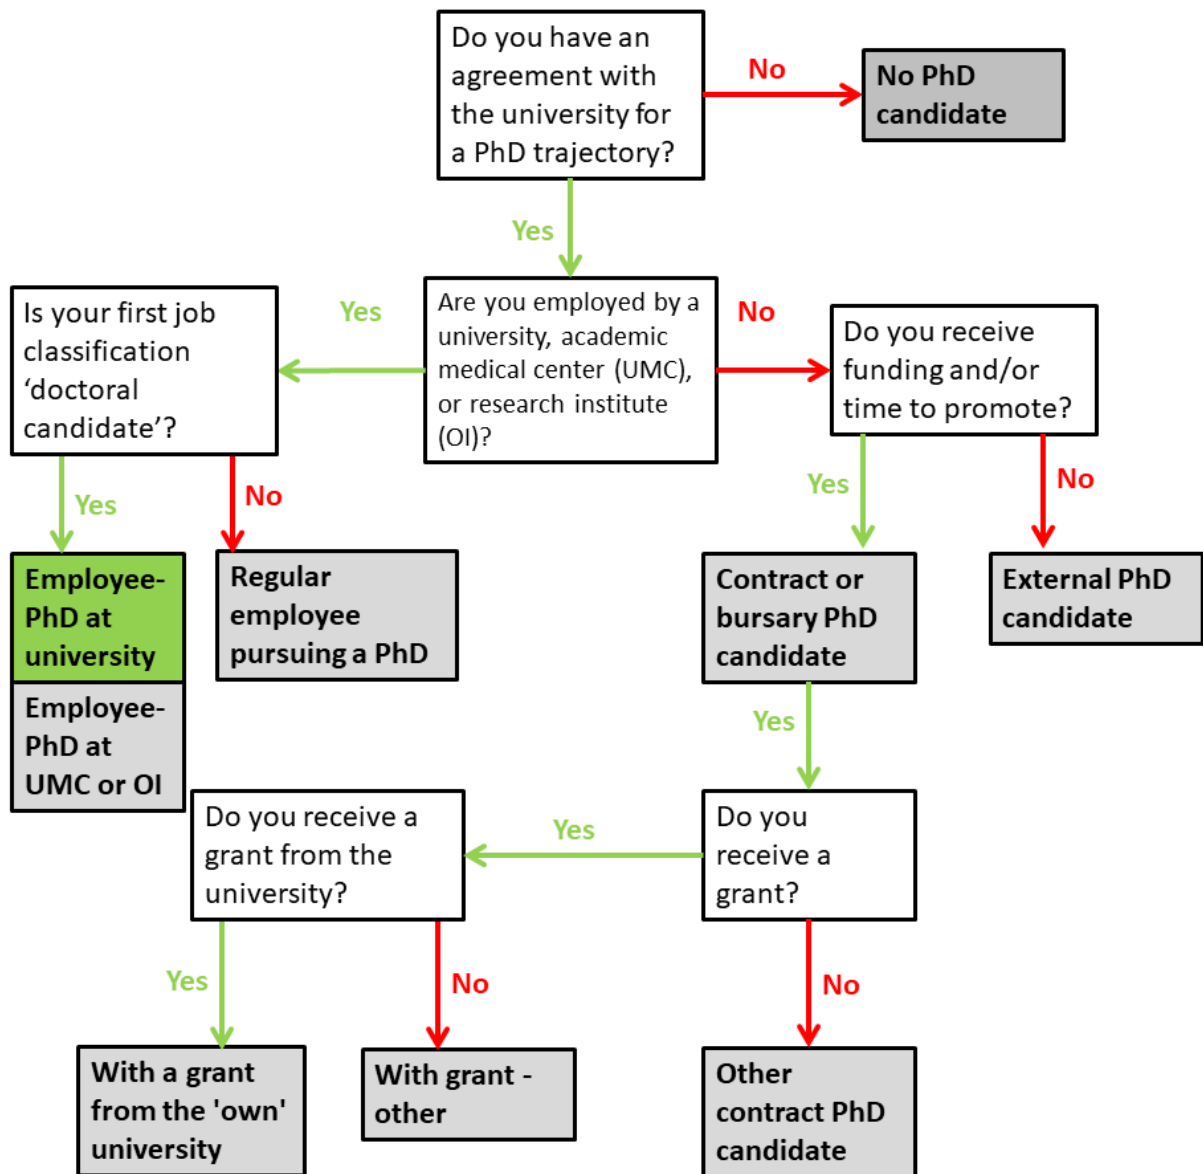 Do you have an
agreement with
the university for
a PhD trajectory?
No
No PhD
candidate
Yes
Is your first job
classification
‘doctoral
candidate’?
Yes
Are you employed by a
university, academic
medical center (UMC),
or research institute
(OI)?
No
Do you receive
funding and/or
time to promote?
Yes
No
Yes
No
Employee-
PhD at
university
Regular
employee
pursuing a PhD
Contract or
bursary PhD
candidate
External PhD
candidate
Employee-
PhD at
UMC or OI
Yes
Do you receive a
grant from the
university?
Yes
Do you
receive a
grant?
Yes
No
No
With a grant
from the 'own'
university
With grant -
other
Other
contract PhD
candidate